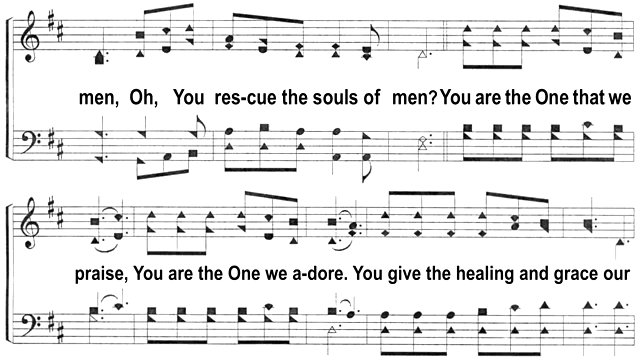 men, Oh, You res-cue the souls of men? You are the One that we
praise, You are the One we a-dore. You give the healing and grace our